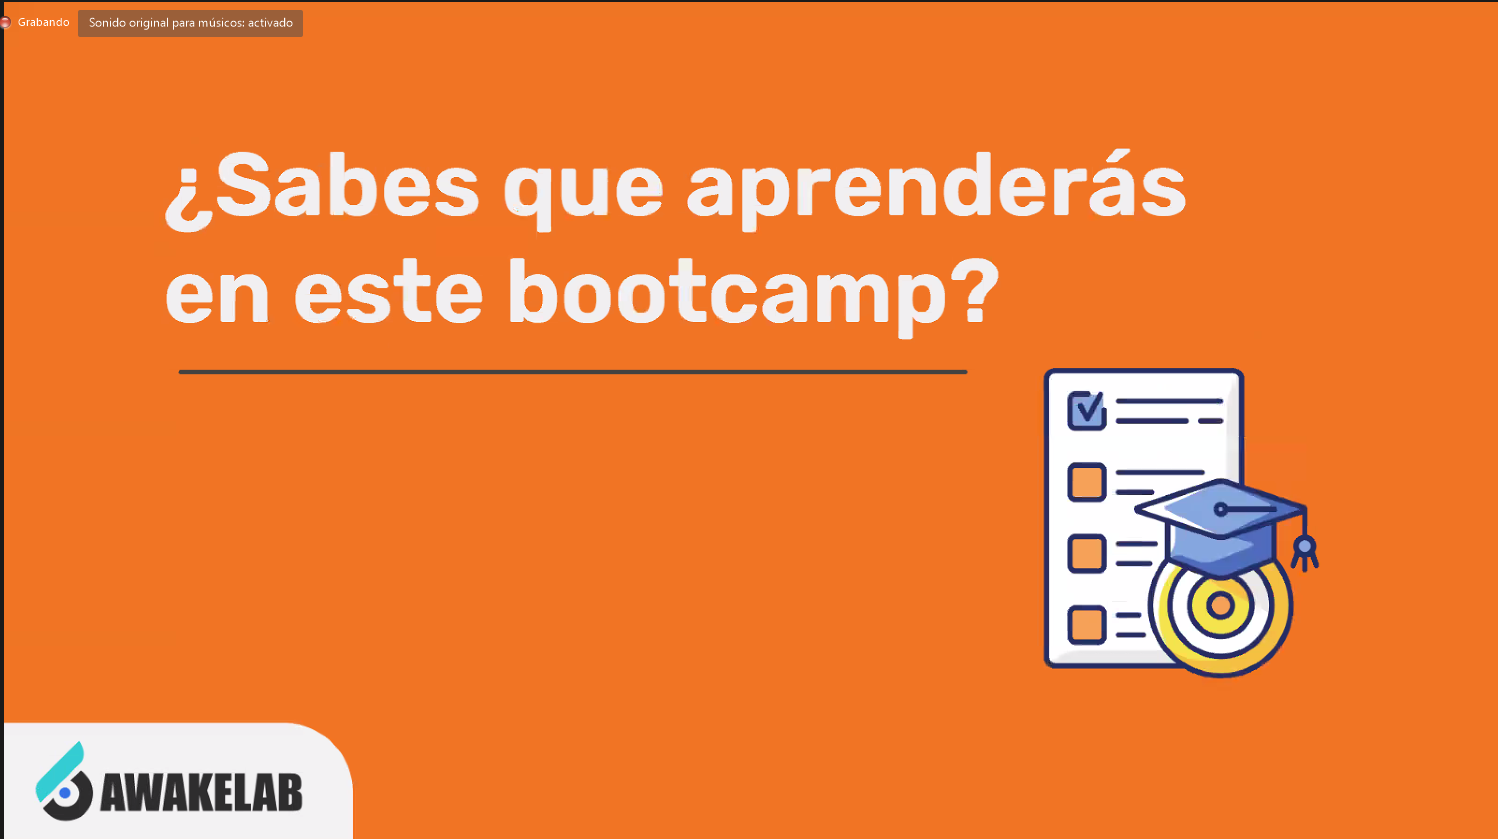 Grabando
Sonido original para músicos: activado
¿Sabes que aprenderás
en este bootcamp?
AWAKELAB